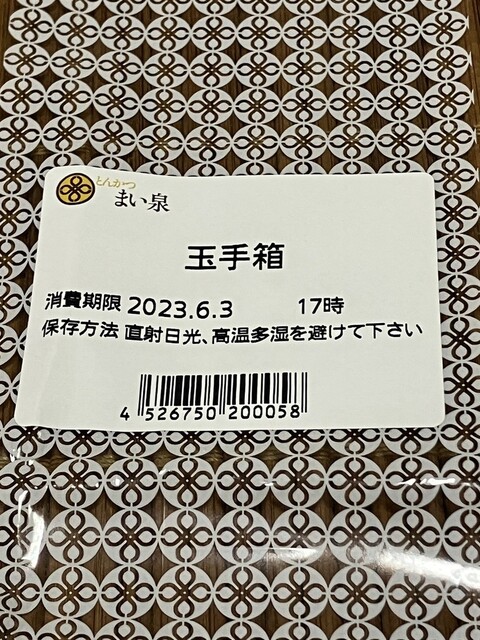 とんかつ
まい泉
玉手箱
消費期限 2023.6.3 17時
保存方法 直射日光、高温多湿を避けて下さい
4 526750 200058